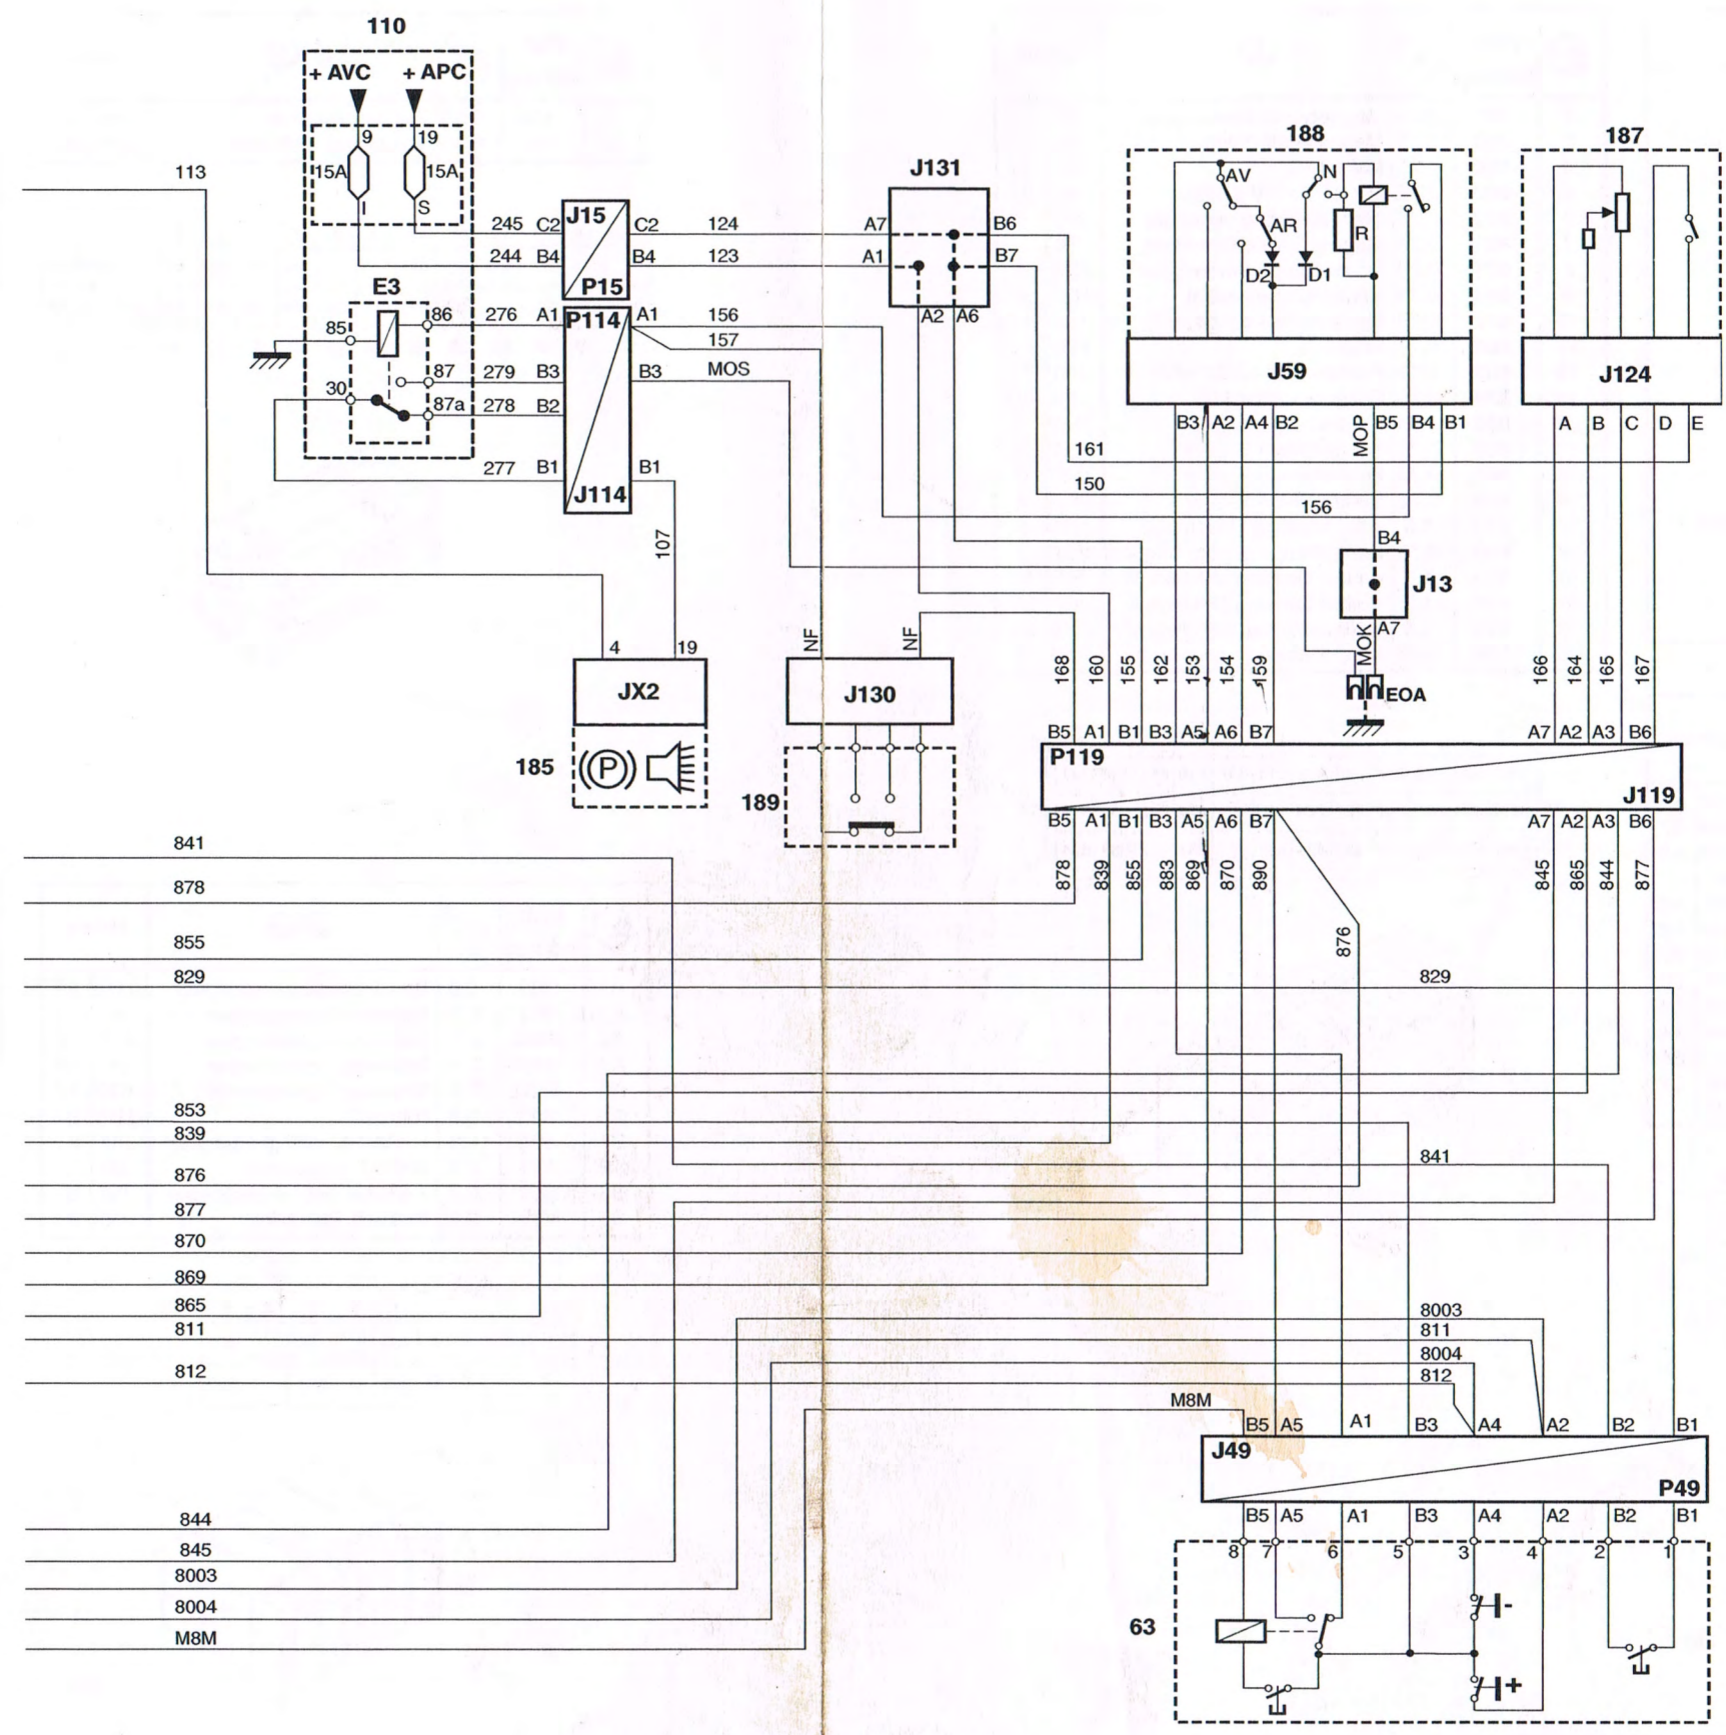 110
+ AVC + APC
9 19
15A 15A
I S
113
188 187
J131
AV N
AR R
D2 D1
245 C2 J15 C2 124 A7 B6
244 B4 P15 B4 123 A1 B7
A2 A6
E3
85 86 276 A1 P114 A1 156
157
30 87 279 B3 B3 MOS
87a 278 B2
277 B1 J114 B1
J59 J124
B3 A2 A4 B2 MOP B5 B4 B1 A B C D E
161
150
156
107
B4
J13
A7
MOK
EOA
4 19
JX2
185 P
NF NF
J130
189
168 160 155 162 153 154 159 166 164 165 167
B5 A1 B1 B3 A5 A6 B7 A7 A2 A3 B6
P119
J119
B5 A1 B1 B3 A5 A6 B7 A7 A2 A3 B6
878 839 855 883 869 870 890 845 865 844 877
876
841
878
855
829 829
853
839
876 841
877
870
869
865 8003
811 811
8004
812 812
M8M
B5 A5 A1 B3 A4 A2 B2 B1
J49
P49
B5 A5 A1 B3 A4 A2 B2 B1
8 7 6 5 3 4 2 1
844
845
8003
8004
M8M
63
-
+